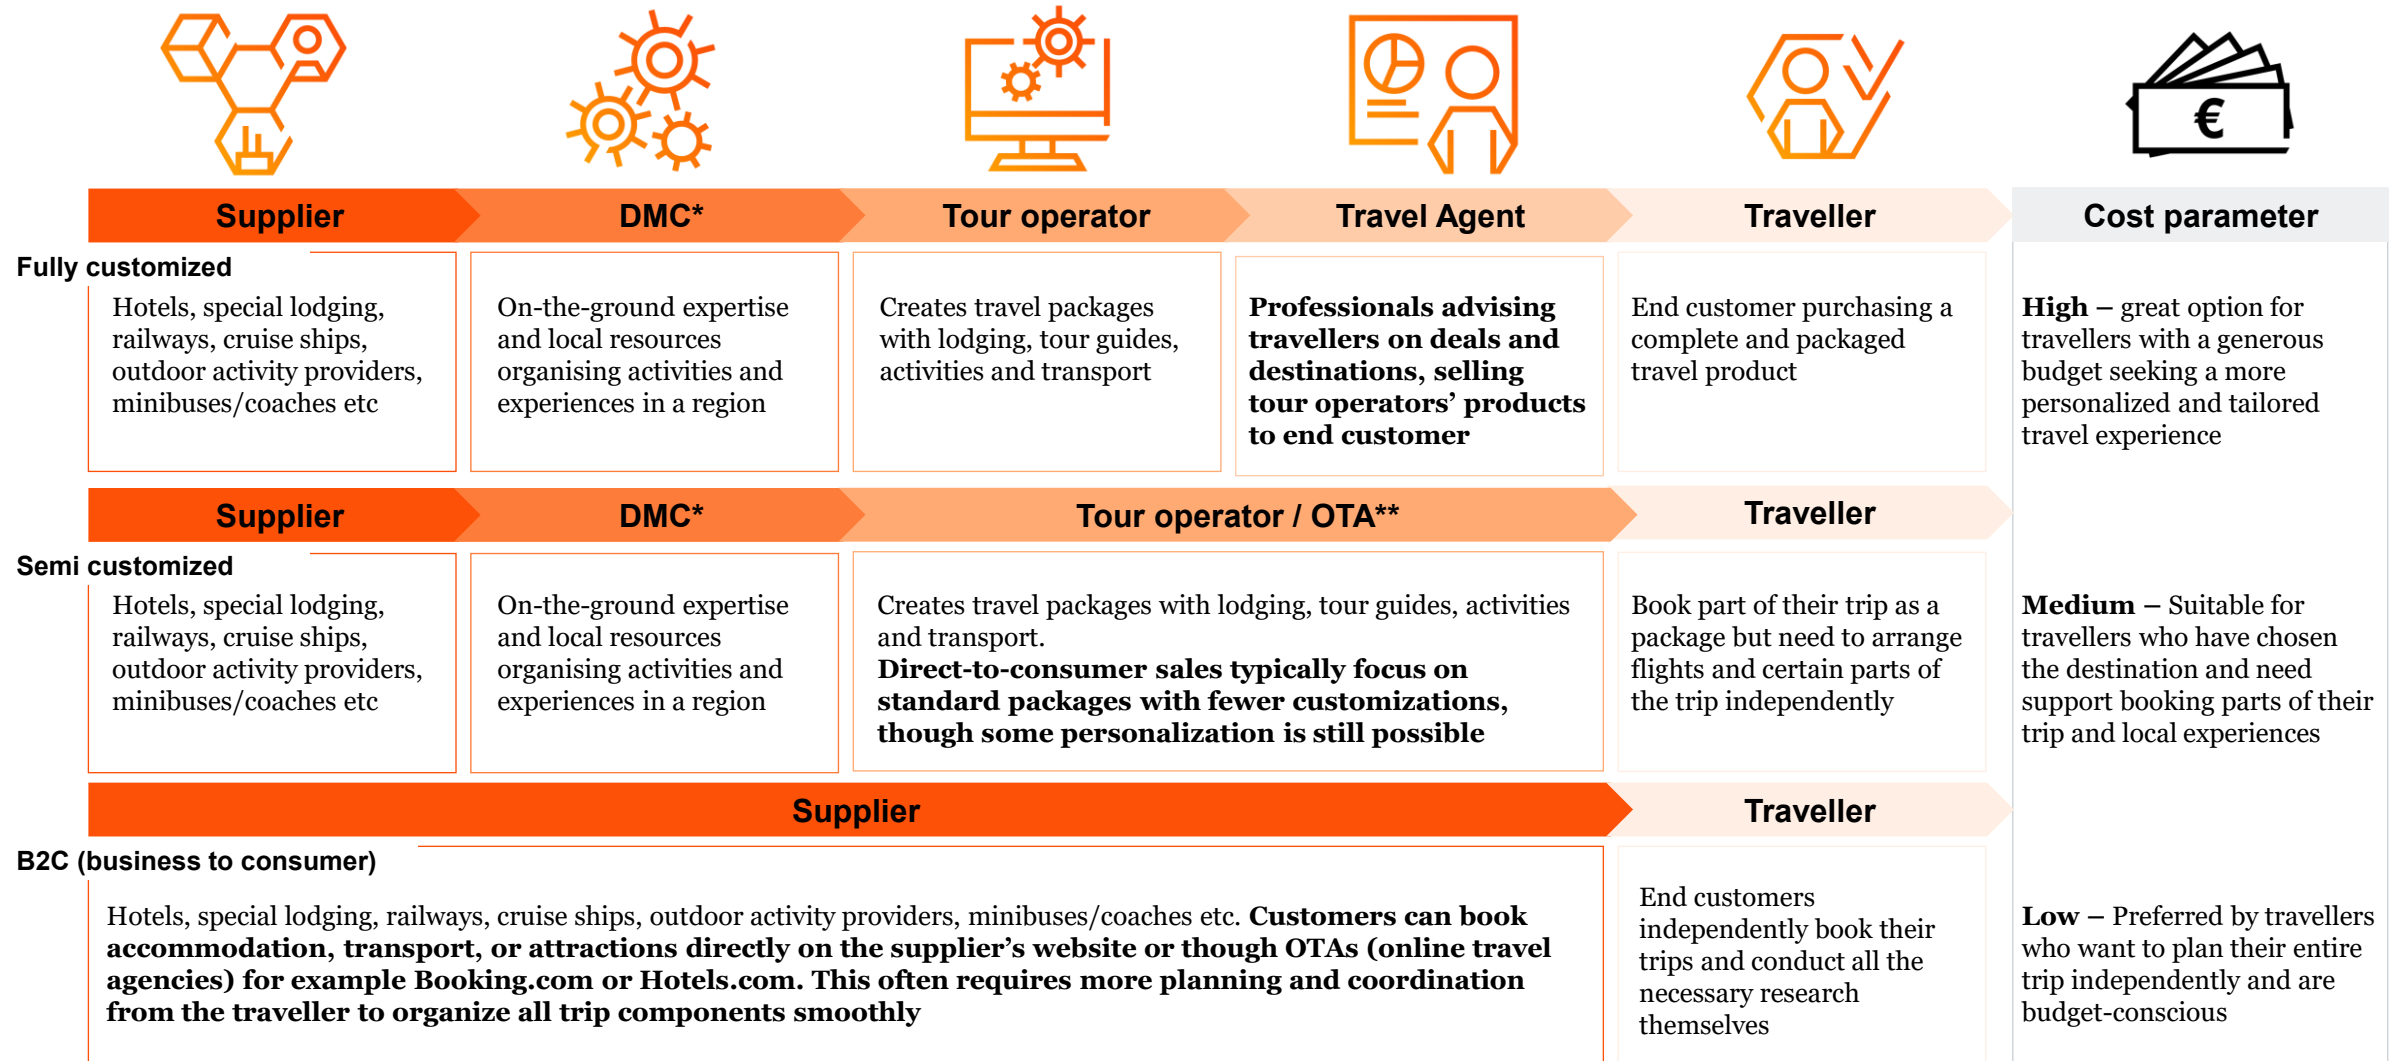 €
Supplier
DMC*
Tour operator
Travel Agent
Traveller
Cost parameter
Fully customized
Hotels, special lodging,
railways, cruise ships,
outdoor activity providers,
minibuses/coaches etc
On-the-ground expertise
and local resources
organising activities and
experiences in a region
Creates travel packages
with lodging, tour guides,
activities and transport
Professionals advising
travellers on deals and
destinations, selling
tour operators’ products
to end customer
End customer purchasing a
complete and packaged
travel product
High – great option for
travellers with a generous
budget seeking a more
personalized and tailored
travel experience
Supplier
DMC*
Tour operator / OTA**
Traveller
Semi customized
Hotels, special lodging,
railways, cruise ships,
outdoor activity providers,
minibuses/coaches etc
On-the-ground expertise
and local resources
organising activities and
experiences in a region
Creates travel packages with lodging, tour guides, activities
and transport.
Direct-to-consumer sales typically focus on
standard packages with fewer customizations,
though some personalization is still possible
Book part of their trip as a
package but need to arrange
flights and certain parts of
the trip independently
Medium – Suitable for
travellers who have chosen
the destination and need
support booking parts of their
trip and local experiences
Supplier
Traveller
B2C (business to consumer)
Hotels, special lodging, railways, cruise ships, outdoor activity providers, minibuses/coaches etc. Customers can book
accommodation, transport, or attractions directly on the supplier’s website or though OTAs (online travel
agencies) for example Booking.com or Hotels.com. This often requires more planning and coordination
from the traveller to organize all trip components smoothly
End customers
independently book their
trips and conduct all the
necessary research
themselves
Low – Preferred by travellers
who want to plan their entire
trip independently and are
budget-conscious